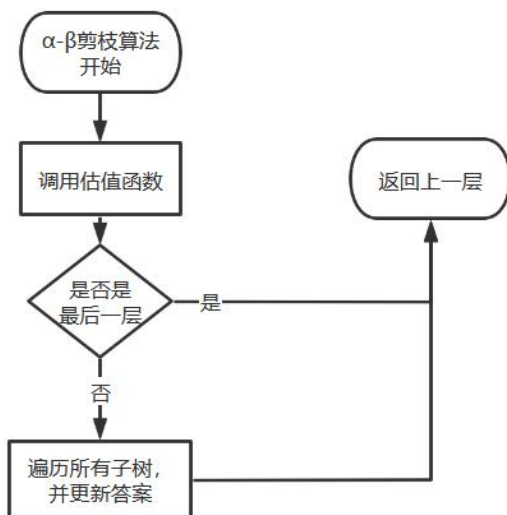 α-β剪枝算法
开始
调用估值函数
返回上一层
是否是
最后一层
是
否
遍历所有子树，
并更新答案